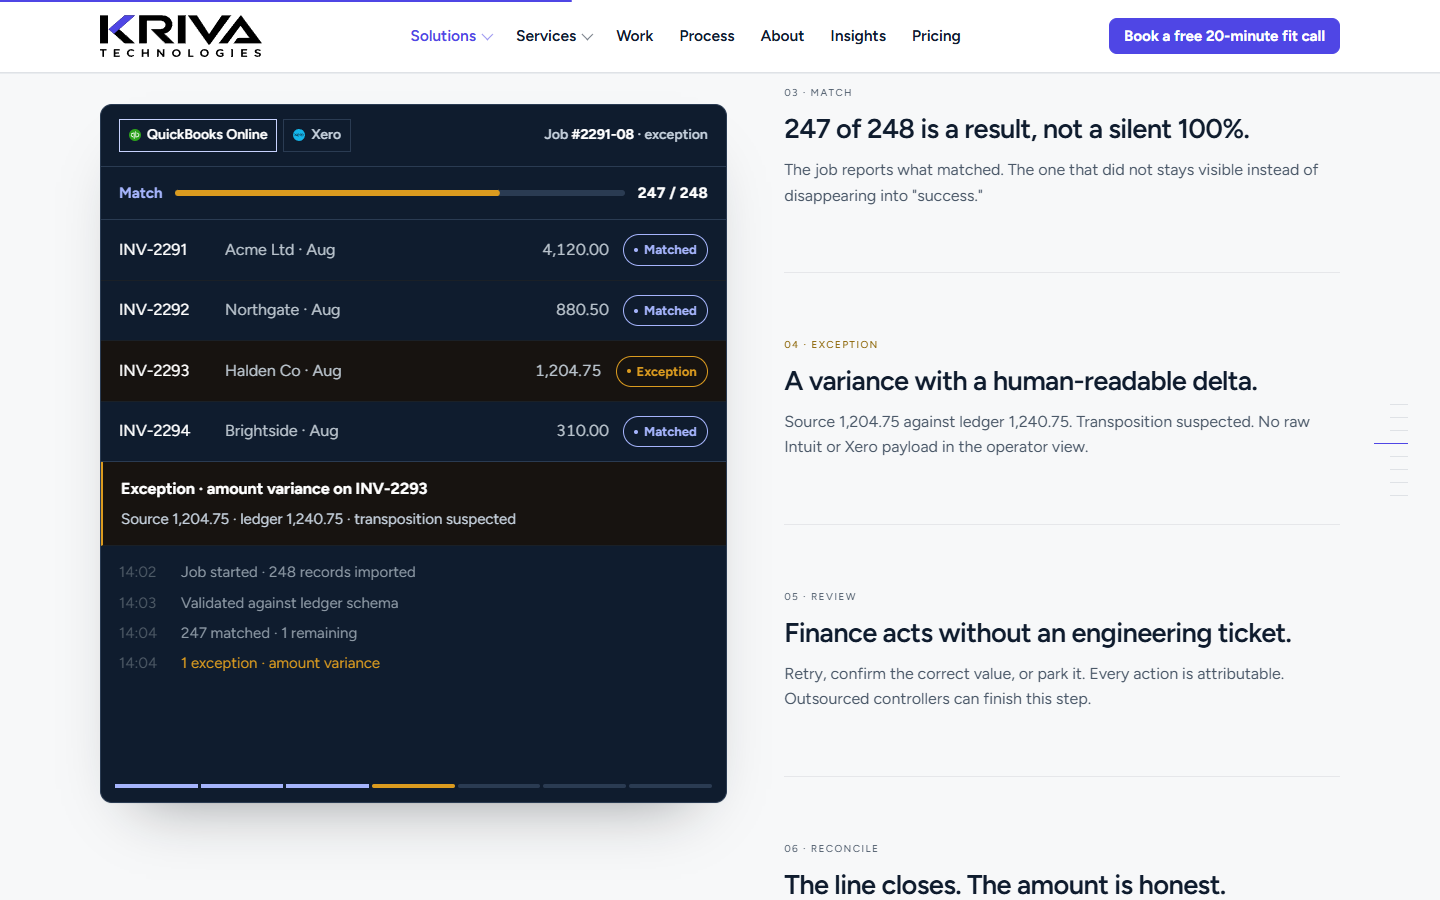 KRIVA
TECHNOLOGIES
Solutions
Services
Work
Process
About
Insights
Pricing
Book a free 20-minute fit call
qb QuickBooks Online
Xero
Job #2291-08 · exception
Match
247 / 248
INV-2291 Acme Ltd · Aug 4,120.00 • Matched
INV-2292 Northgate · Aug 880.50 • Matched
INV-2293 Halden Co · Aug 1,204.75 • Exception
INV-2294 Brightside · Aug 310.00 • Matched
Exception · amount variance on INV-2293
Source 1,204.75 · ledger 1,240.75 · transposition suspected
14:02 Job started · 248 records imported
14:03 Validated against ledger schema
14:04 247 matched · 1 remaining
14:04 1 exception · amount variance
03 · MATCH
247 of 248 is a result, not a silent 100%.
The job reports what matched. The one that did not stays visible instead of
disappearing into "success."
04 · EXCEPTION
A variance with a human-readable delta.
Source 1,204.75 against ledger 1,240.75. Transposition suspected. No raw
Intuit or Xero payload in the operator view.
05 · REVIEW
Finance acts without an engineering ticket.
Retry, confirm the correct value, or park it. Every action is attributable.
Outsourced controllers can finish this step.
06 · RECONCILE
The line closes. The amount is honest.